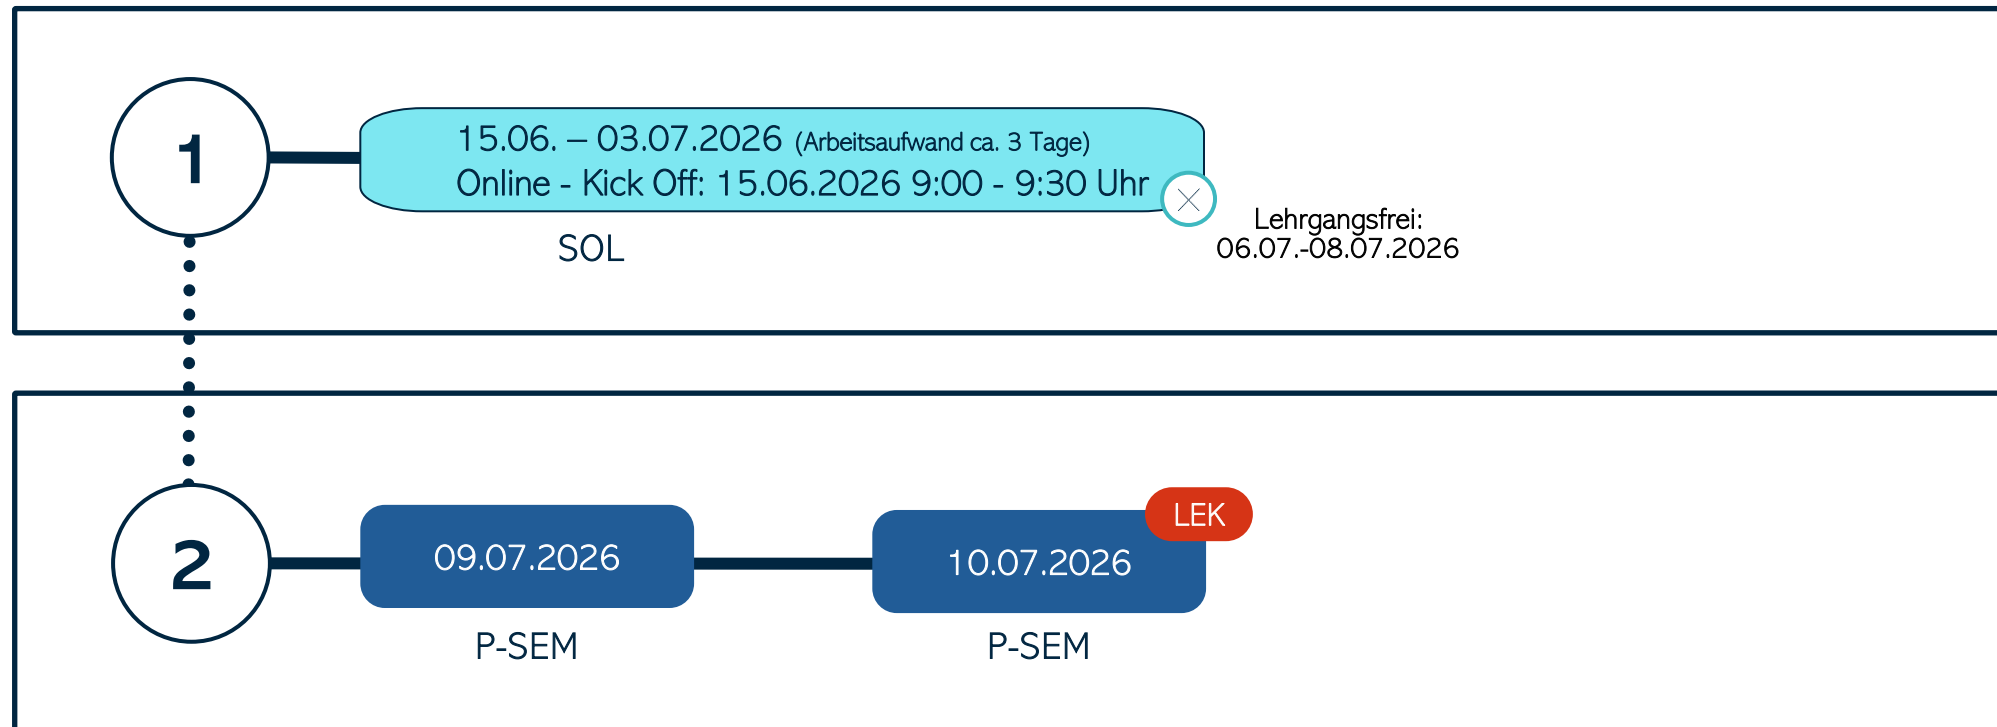 1
15.06. – 03.07.2026 (Arbeitsaufwand ca. 3 Tage)
Online - Kick Off: 15.06.2026 9:00 - 9:30 Uhr
SOL
Lehrgangsfrei:
06.07.-08.07.2026
2
09.07.2026
P-SEM
10.07.2026
LEK
P-SEM